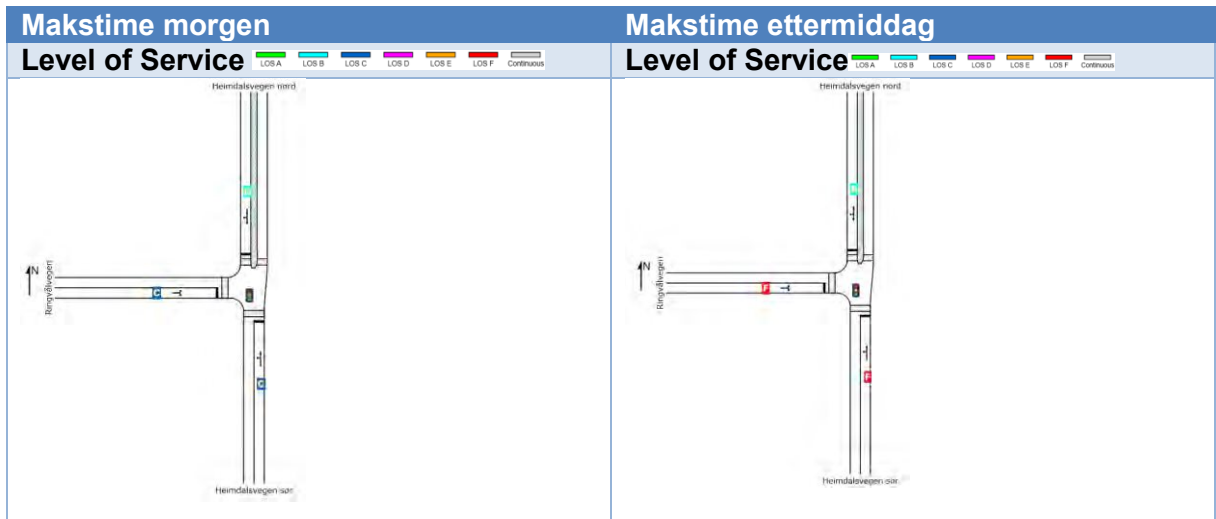 Makstime morgen
Level of Service LOS A LOS B LOS C LOS D LOS E LOS F Continuous
Heimdalsvegen nord
N
Ringvålvegen
C
C
Heimdalsvegen sør
Makstime ettermiddag
Level of Service LOS A LOS B LOS C LOS D LOS E LOS F Continuous
Heimdalsvegen nord
N
Ringvålvegen
F
F
Heimdalsvegen sør